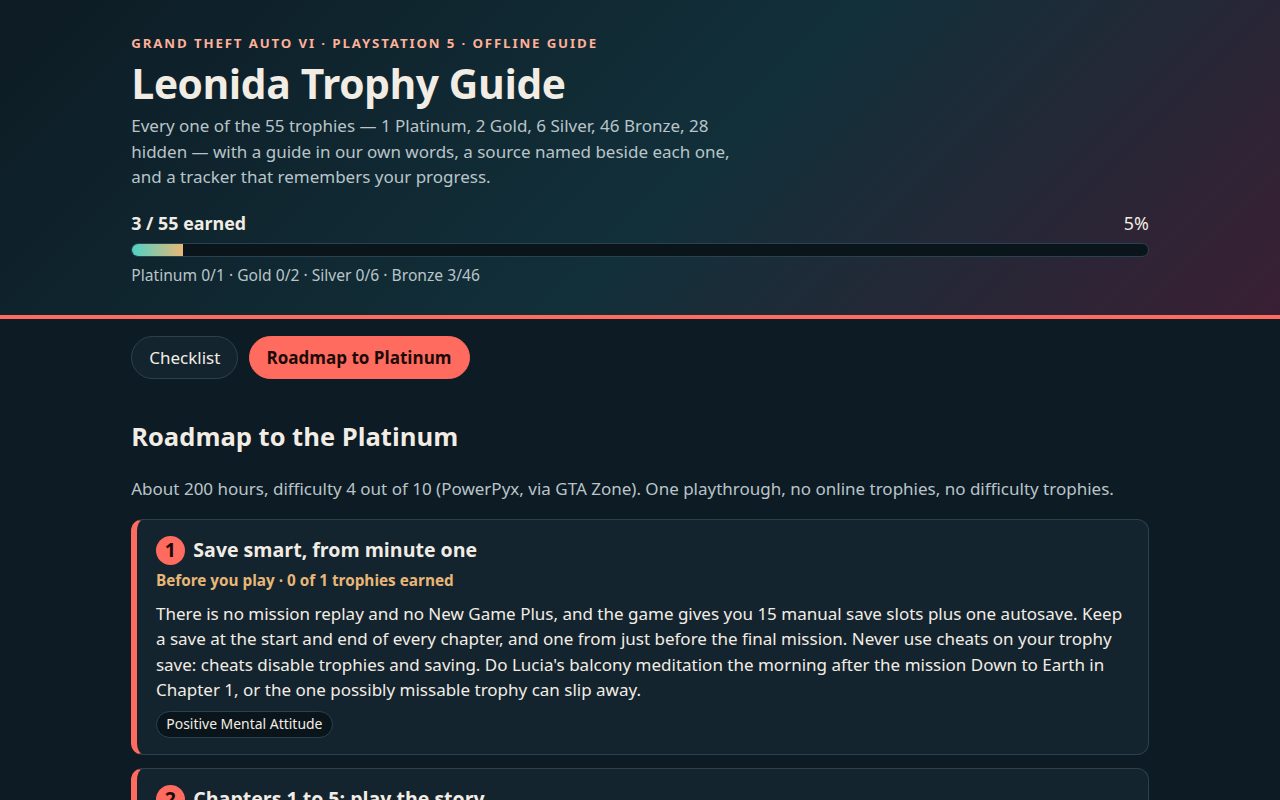 GRAND THEFT AUTO VI · PLAYSTATION 5 · OFFLINE GUIDE
Leonida Trophy Guide
Every one of the 55 trophies — 1 Platinum, 2 Gold, 6 Silver, 46 Bronze, 28
hidden — with a guide in our own words, a source named beside each one,
and a tracker that remembers your progress.
3 / 55 earned
5%
Platinum 0/1 · Gold 0/2 · Silver 0/6 · Bronze 3/46
Checklist
Roadmap to Platinum
Roadmap to the Platinum
About 200 hours, difficulty 4 out of 10 (PowerPyx, via GTA Zone). One playthrough, no online trophies, no difficulty trophies.
1 Save smart, from minute one
Before you play · 0 of 1 trophies earned
There is no mission replay and no New Game Plus, and the game gives you 15 manual save slots plus one autosave. Keep
a save at the start and end of every chapter, and one from just before the final mission. Never use cheats on your trophy
save: cheats disable trophies and saving. Do Lucia's balcony meditation the morning after the mission Down to Earth in
Chapter 1, or the one possibly missable trophy can slip away.
Positive Mental Attitude
2 Chapters 1 to 5: play the story